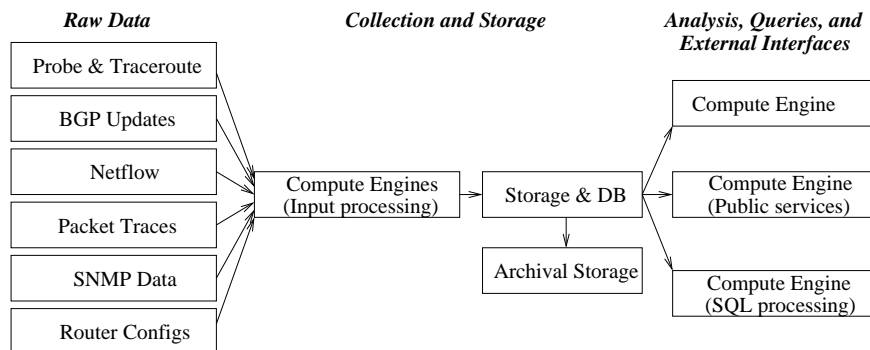 Raw Data
Collection and Storage
Analysis, Queries, and
External Interfaces
Probe & Traceroute
BGP Updates
Netflow
Packet Traces
SNMP Data
Router Configs
Compute Engines
(Input processing)
Storage & DB
Archival Storage
Compute Engine
Compute Engine
(Public services)
Compute Engine
(SQL processing)